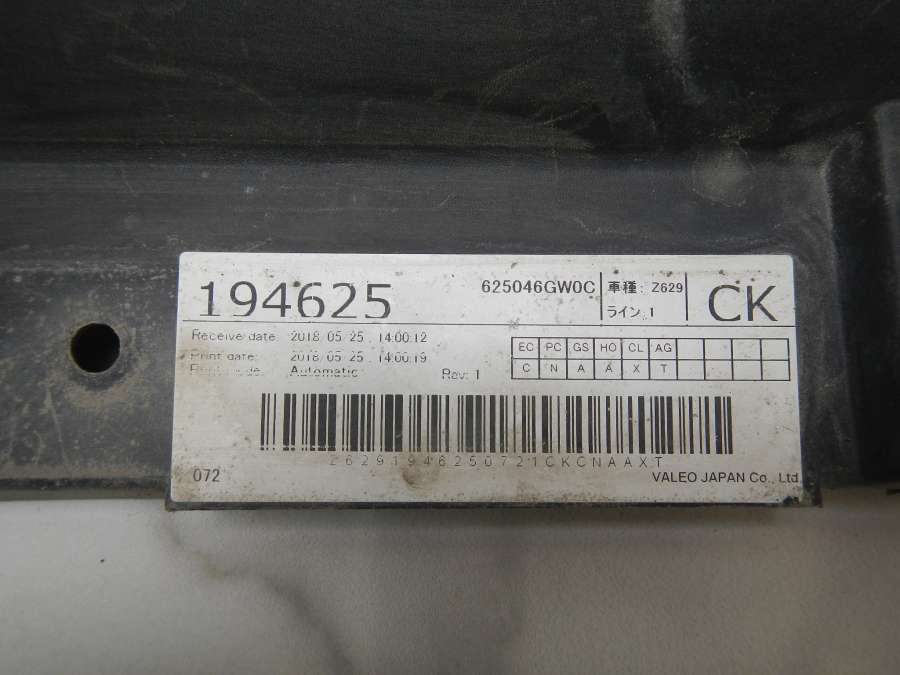 194625
625046GW0C
車種: Z629
ライン 1
CK
Receive date: 2018 05 25 14:00:12
Print date: 2018 05 25 14:00:19
Automatic Rev: 1
EC PC GS HO CL AG
C N A A X T
072
VALEO JAPAN Co., Ltd